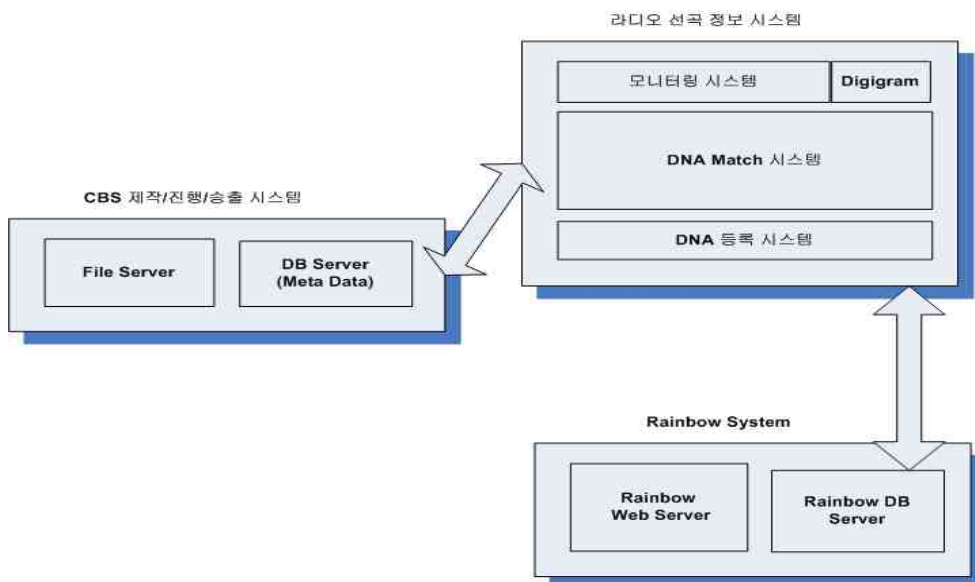 라디오 선곡 정보 시스템
모니터링 시스템
Digigram
DNA Match 시스템
DNA 등록 시스템
CBS 제작/진행/송출 시스템
File Server
DB Server
(Meta Data)
Rainbow System
Rainbow
Web Server
Rainbow DB
Server